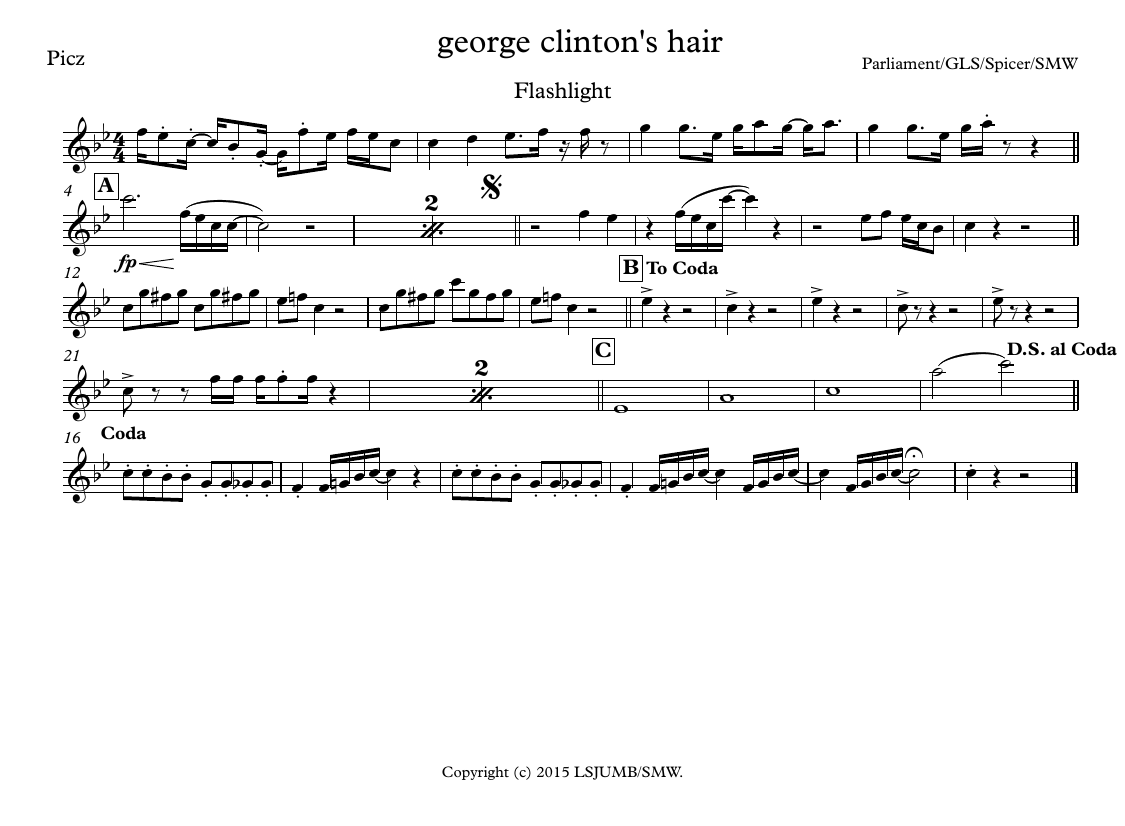 george clinton's hair
Picz
Parliament/GLS/Spicer/SMW
Flashlight
4
4
4
A
2
fp
12
B To Coda
21
2
C
D.S. al Coda
16
Coda
Copyright (c) 2015 LSJUMB/SMW.